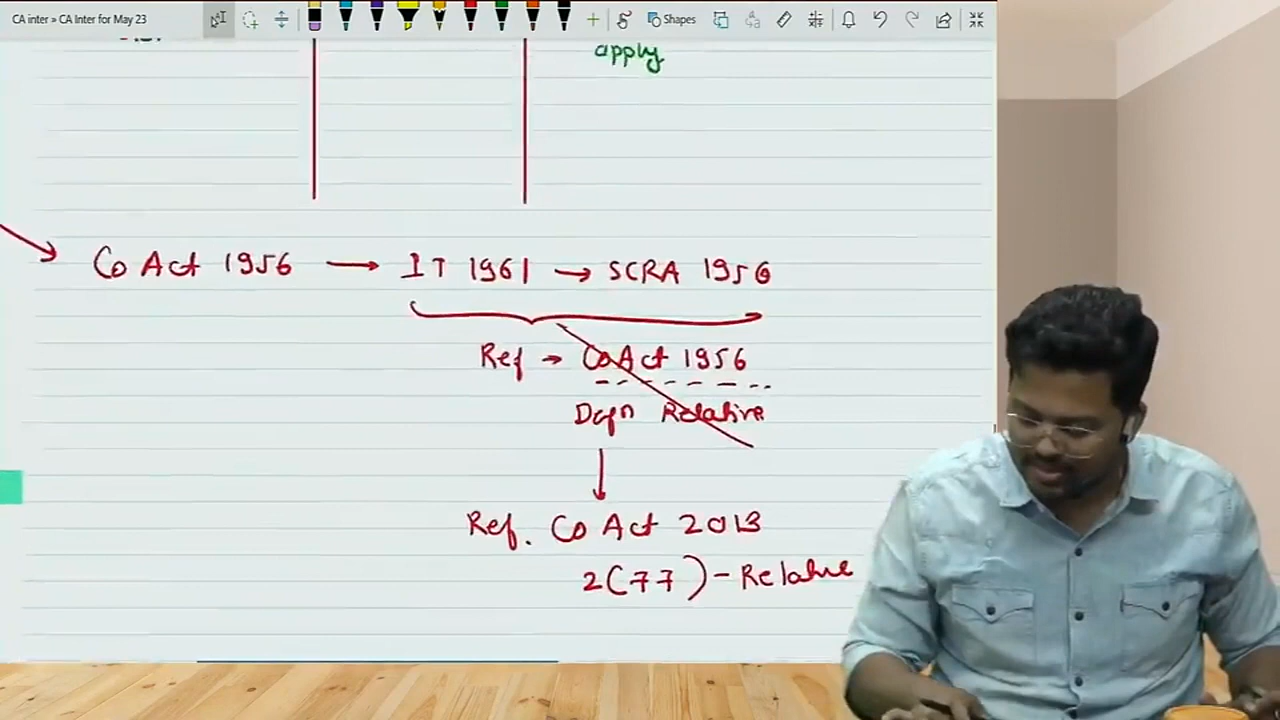 CA inter » CA Inter for May 23
Shapes
apply
Co Act 1956 → IT 1961 → SCRA 1956
Ref → Co Act 1956
Defn Relative
Ref. Co Act 2013
2(77) - Relative